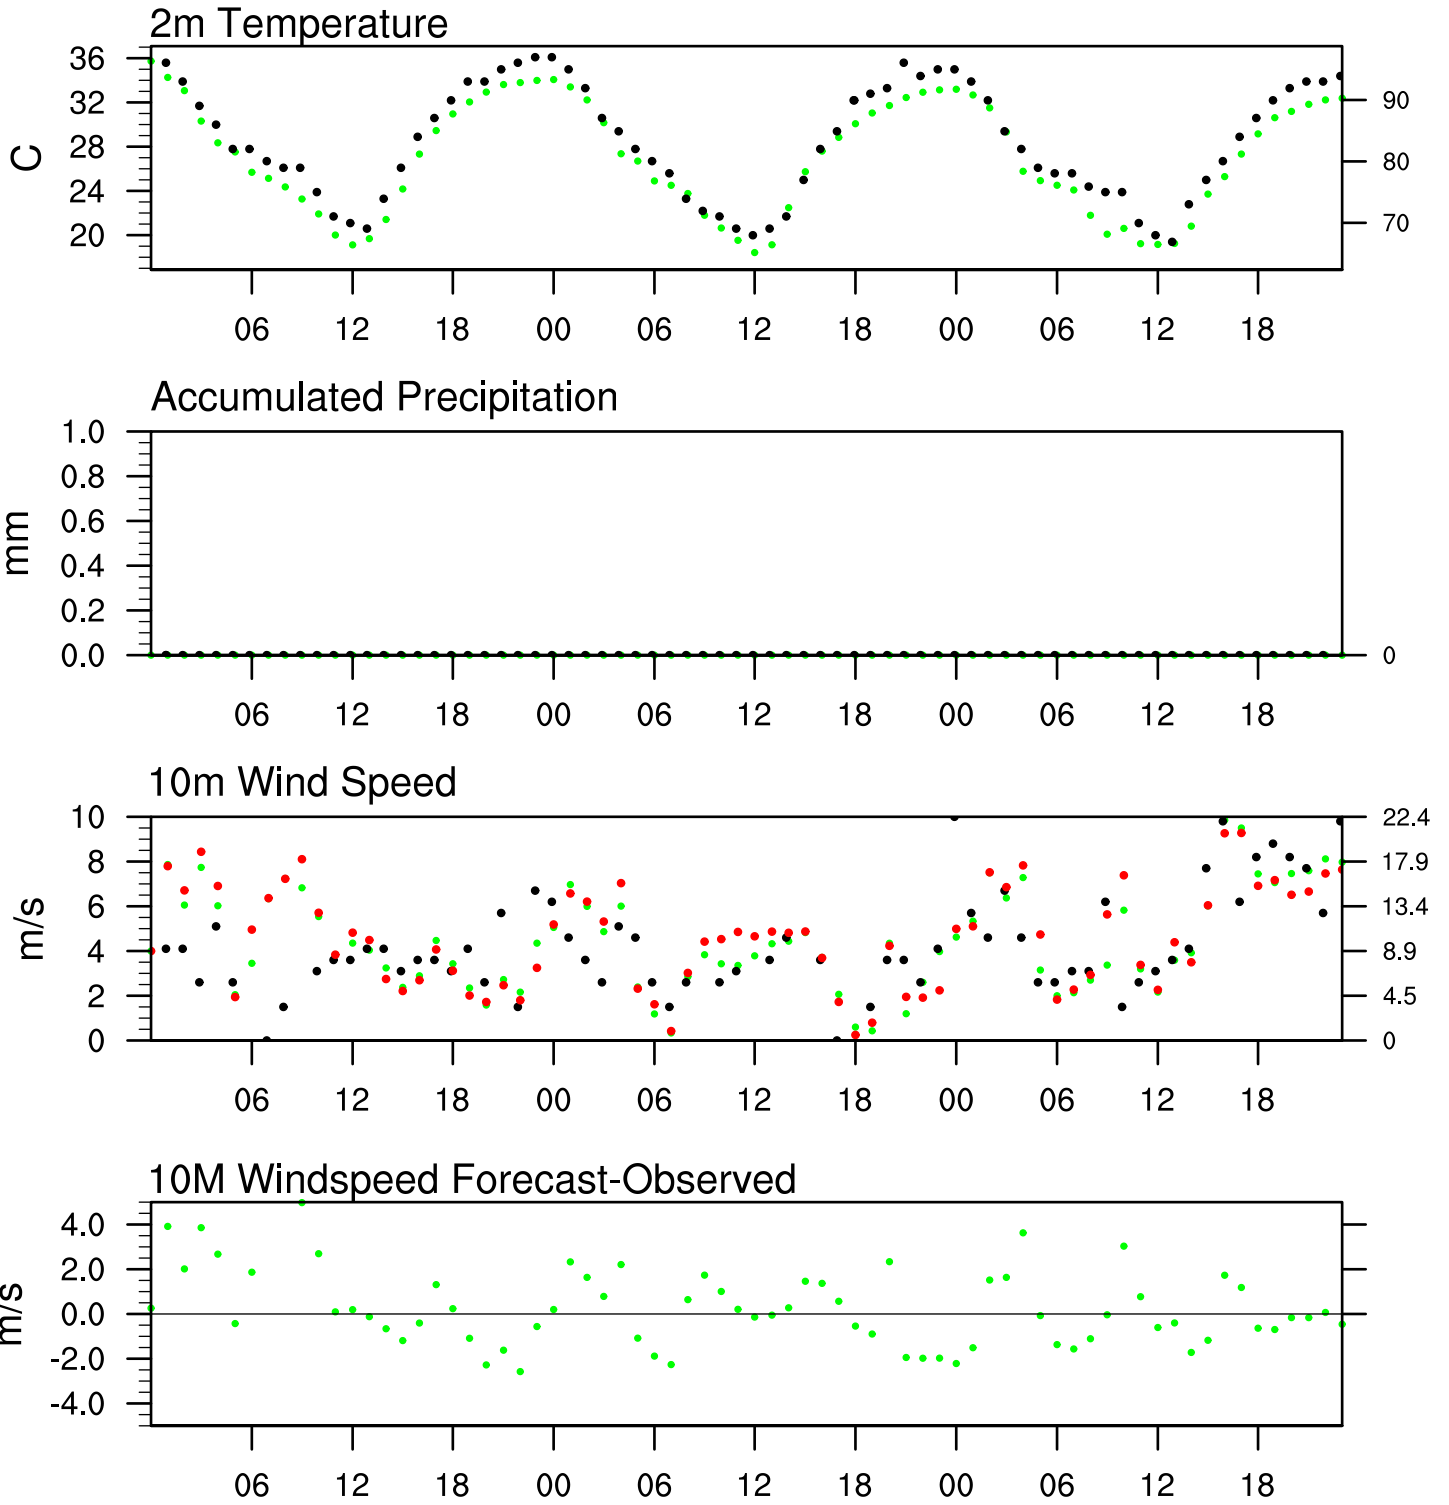 2m Temperature
36
32
28
24
20
C
90
80
70
06 12 18 00 06 12 18 00 06 12 18
Accumulated Precipitation
1.0
0.8
0.6
0.4
0.2
0.0
mm
0
06 12 18 00 06 12 18 00 06 12 18
10m Wind Speed
10
8
6
4
2
0
m/s
22.4
17.9
13.4
8.9
4.5
0
06 12 18 00 06 12 18 00 06 12 18
10M Windspeed Forecast-Observed
4.0
2.0
0.0
-2.0
-4.0
m/s
06 12 18 00 06 12 18 00 06 12 18